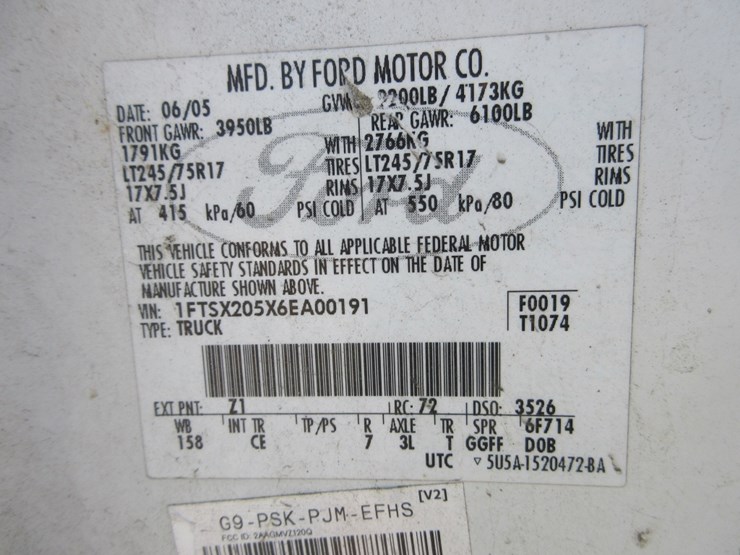 MFD. BY FORD MOTOR CO.
DATE: 06/05 GVWR: 9200LB/ 4173KG
FRONT GAWR: 3950LB REAR GAWR: 6100LB
1791KG WITH 2766KG WITH
LT245/75R17 TIRES LT245/75R17 TIRES
17X7.5J RIMS 17X7.5J RIMS
AT 415 kPa/60 PSI COLD AT 550 kPa/80 PSI COLD
Ford
THIS VEHICLE CONFORMS TO ALL APPLICABLE FEDERAL MOTOR
VEHICLE SAFETY STANDARDS IN EFFECT ON THE DATE OF
MANUFACTURE SHOWN ABOVE.
VIN: 1FTSX205X6EA00191 F0019
TYPE: TRUCK T1074
EXT PNT: Z1 RC: 72 DSO: 3526
WB INT TR TP/PS R AXLE TR SPR 6F714
158 CE 7 3L T GGFF DOB
UTC ▽ 5U5A-1520472-BA
[V2]
G9-PSK-PJM-EFHS
FCC ID: 2AAGMVZ120Q